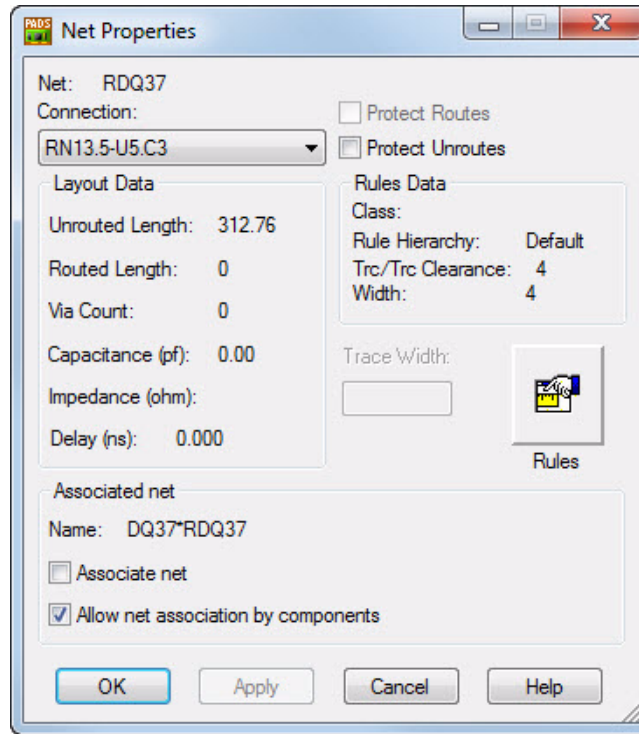 PADS
Net Properties
Net: RDQ37
Connection:
RN13.5-U5.C3
Protect Routes
Protect Unroutes
Layout Data
Unrouted Length: 312.76
Routed Length: 0
Via Count: 0
Capacitance (pf): 0.00
Impedance (ohm):
Delay (ns): 0.000
Rules Data
Class:
Rule Hierarchy: Default
Trc/Trc Clearance: 4
Width: 4
Trace Width:
Rules
Associated net
Name: DQ37*RDQ37
Associate net
Allow net association by components
OK
Apply
Cancel
Help